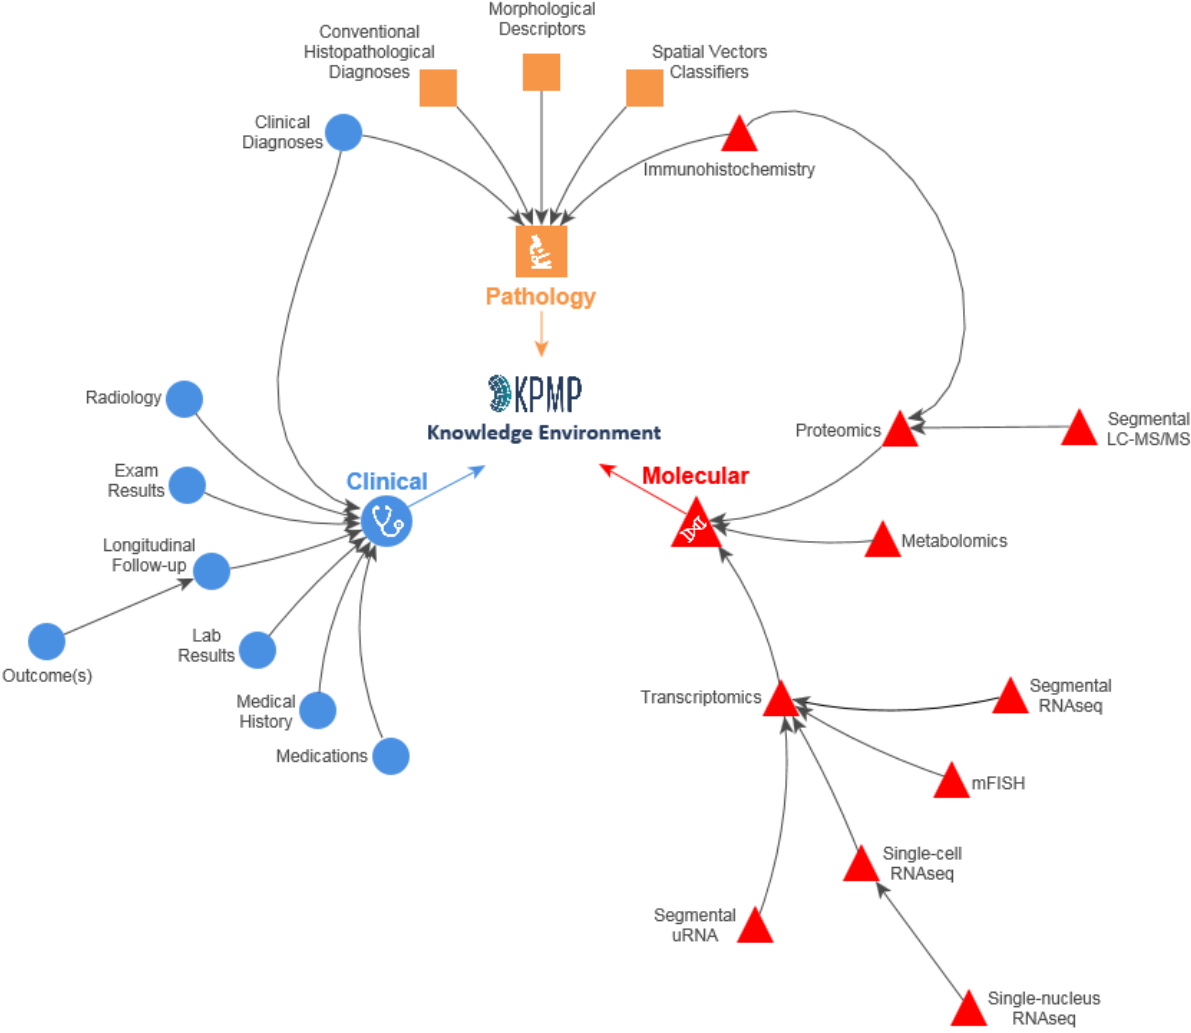 Morphological
Descriptors
Conventional
Histopathological
Diagnoses
Spatial Vectors
Classifiers
Clinical
Diagnoses
Immunohistochemistry
Pathology
KPMP
Knowledge Environment
Radiology
Exam
Results
Longitudinal
Follow-up
Outcome(s)
Lab
Results
Medical
History
Medications
Clinical
Molecular
Proteomics
Segmental
LC-MS/MS
Metabolomics
Transcriptomics
Segmental
RNAseq
mFISH
Single-cell
RNAseq
Segmental
uRNA
Single-nucleus
RNAseq